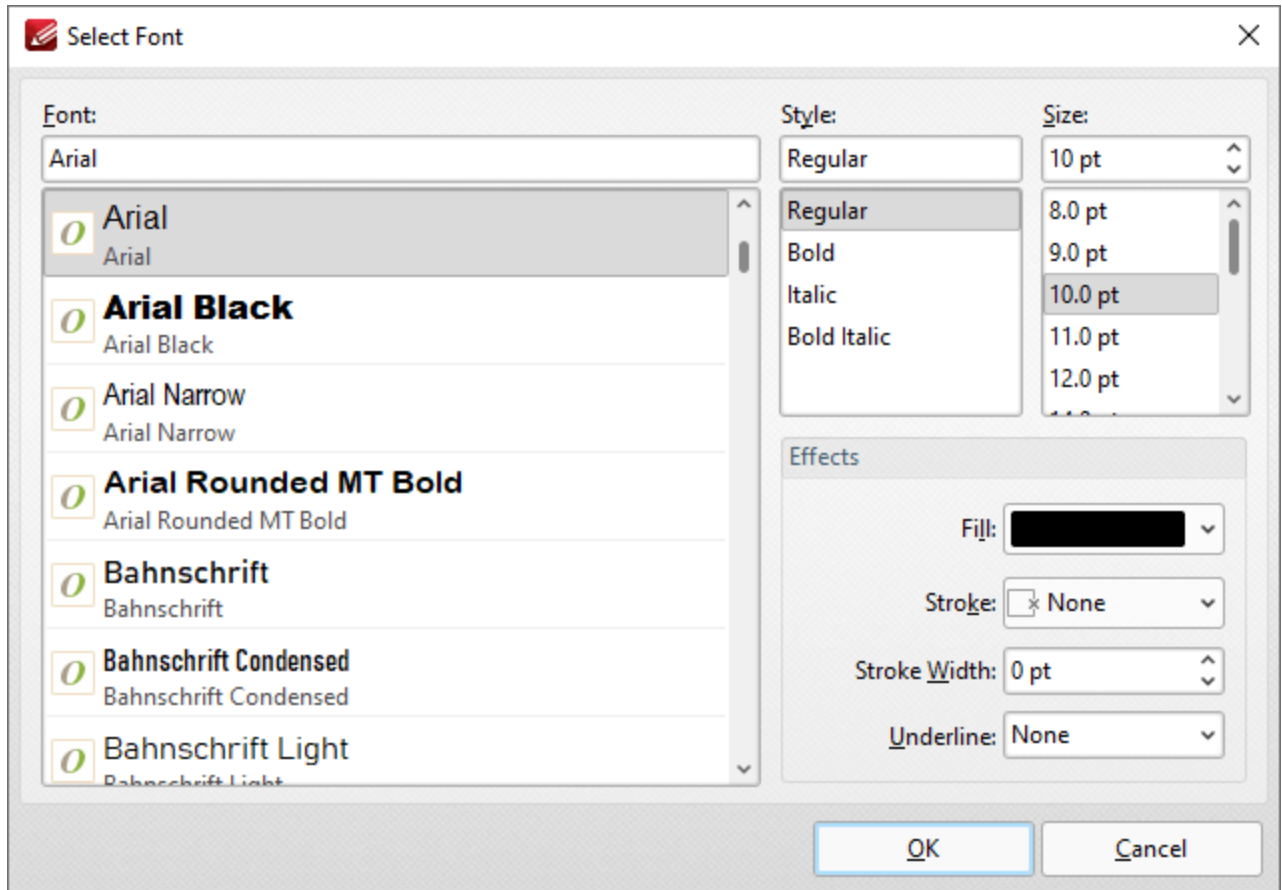 Select Font
Font:
Arial
Arial
Arial
Arial Black
Arial Black
Arial Narrow
Arial Narrow
Arial Rounded MT Bold
Arial Rounded MT Bold
Bahnschrift
Bahnschrift
Bahnschrift Condensed
Bahnschrift Condensed
Bahnschrift Light
Bahnschrift Light
Style:
Regular
Regular
Bold
Italic
Bold Italic
Size:
10 pt
8.0 pt
9.0 pt
10.0 pt
11.0 pt
12.0 pt
Effects
Fill:
Stroke: None
Stroke Width: 0 pt
Underline: None
OK
Cancel